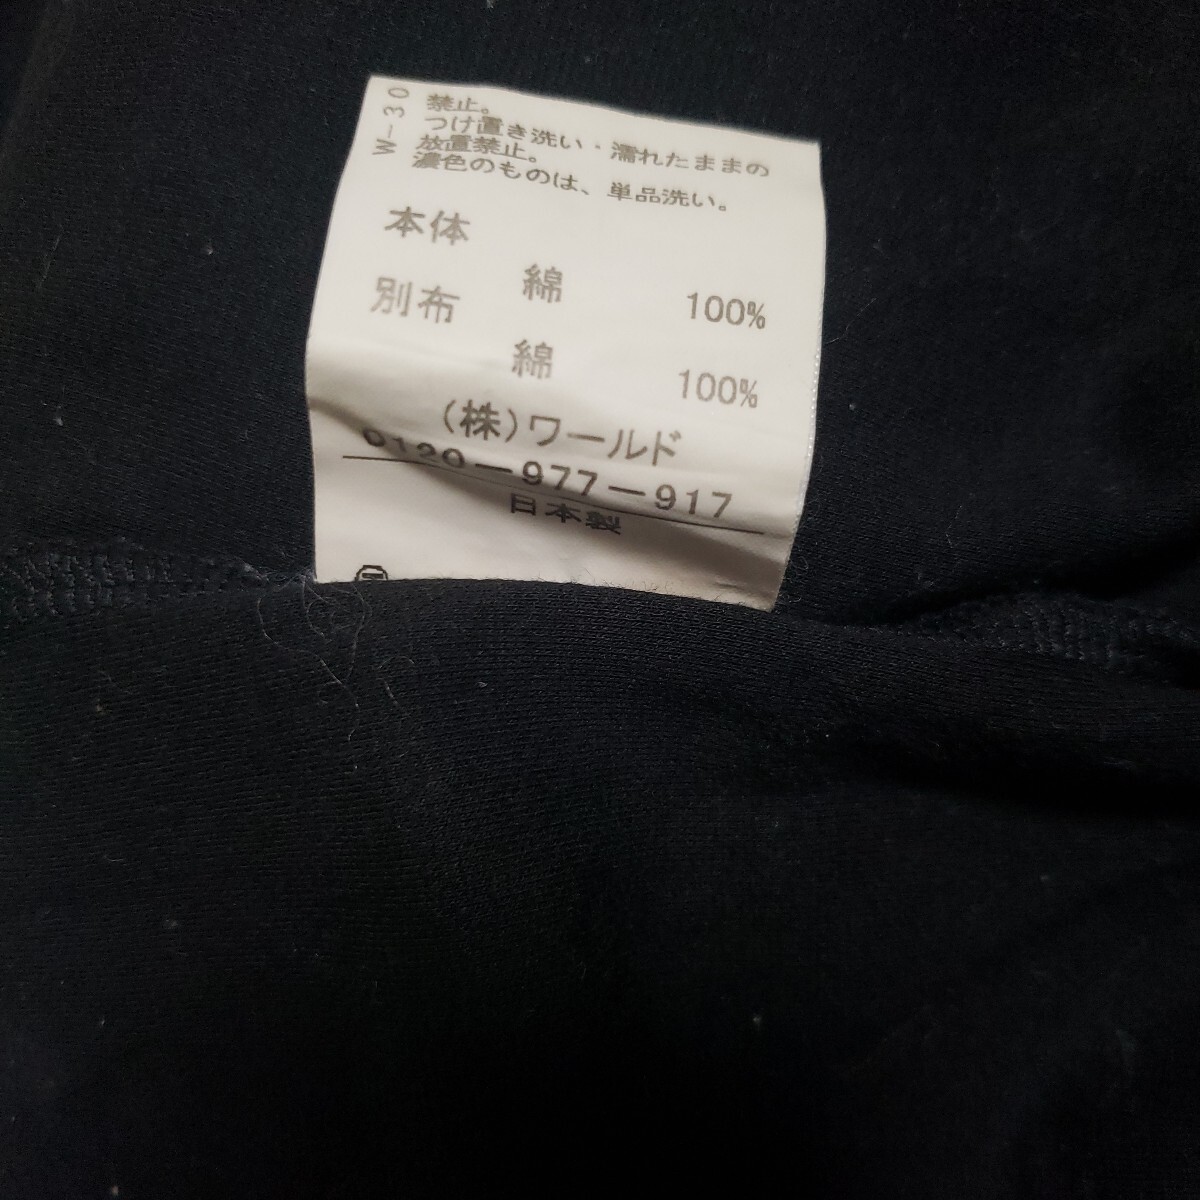 W-30
禁止。
つけ置き洗い・濡れたままの
放置禁止。
濃色のものは、単品洗い。
本体
綿 100%
別布
綿 100%
(株)ワールド
0120-977-917
日本製